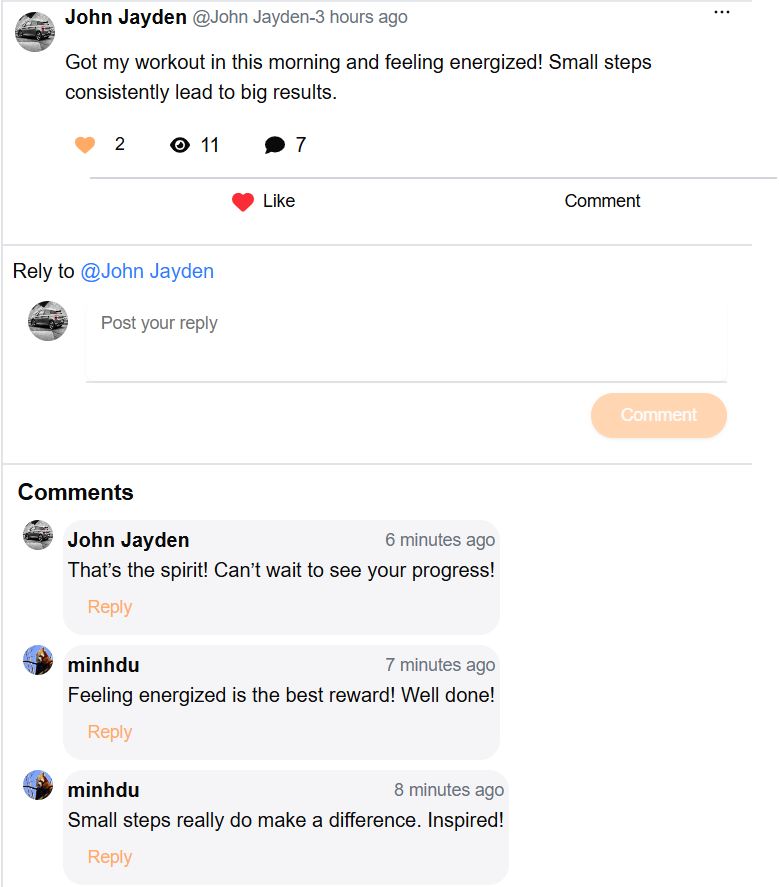 John Jayden @John Jayden-3 hours ago
Got my workout in this morning and feeling energized! Small steps
consistently lead to big results.
2 11 7
Like Comment
Rely to @John Jayden
Post your reply
Comment
Comments
John Jayden 6 minutes ago
That’s the spirit! Can’t wait to see your progress!
Reply
minhdu 7 minutes ago
Feeling energized is the best reward! Well done!
Reply
minhdu 8 minutes ago
Small steps really do make a difference. Inspired!
Reply